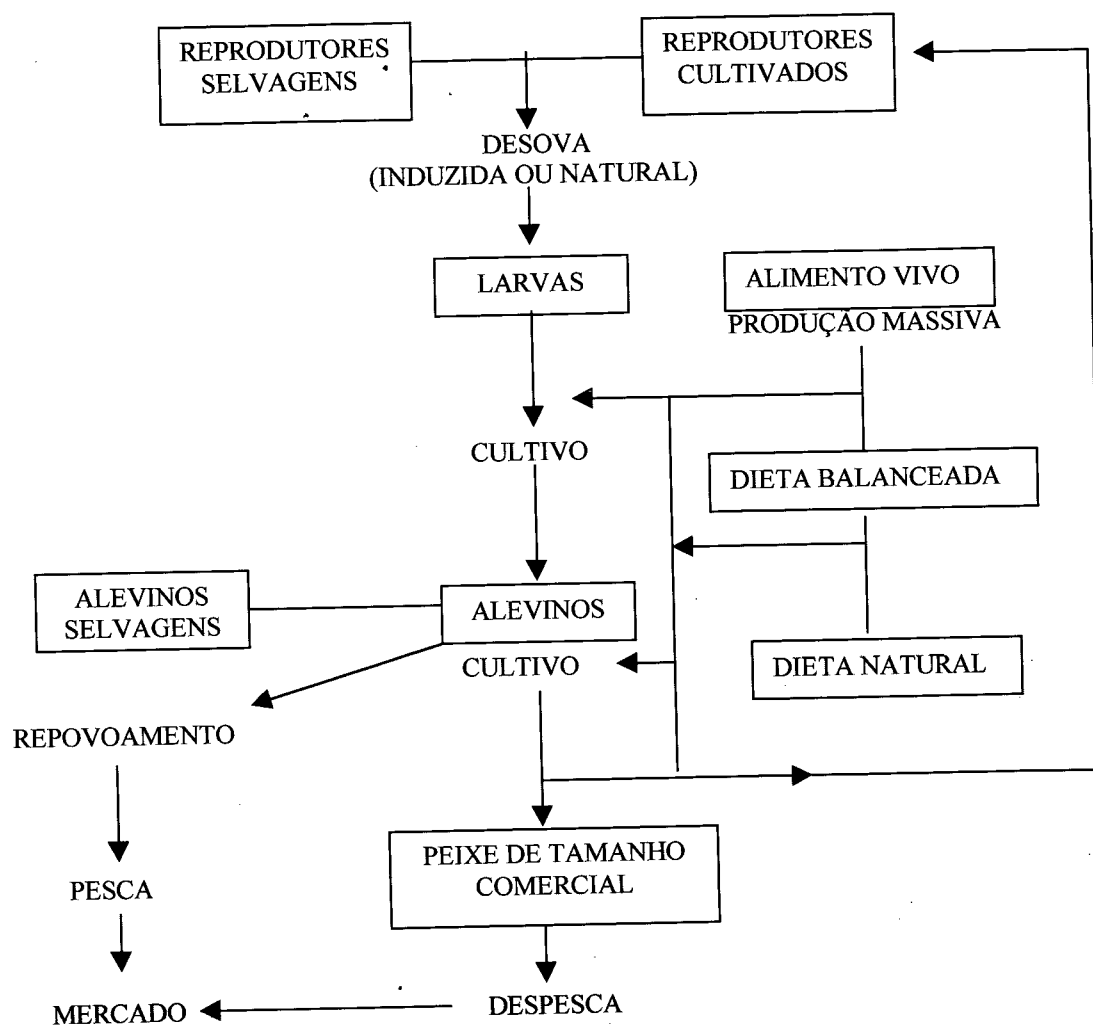 REPRODUTORES
SELVAGENS
REPRODUTORES
CULTIVADOS
DESOVA
(INDUZIDA OU NATURAL)
LARVAS
ALIMENTO VIVO
PRODUÇÃO MASSIVA
CULTIVO
DIETA BALANCEADA
ALEVINOS
SELVAGENS
ALEVINOS
CULTIVO
DIETA NATURAL
REPOVOAMENTO
PEIXE DE TAMANHO
COMERCIAL
PESCA
MERCADO
DESPESCA